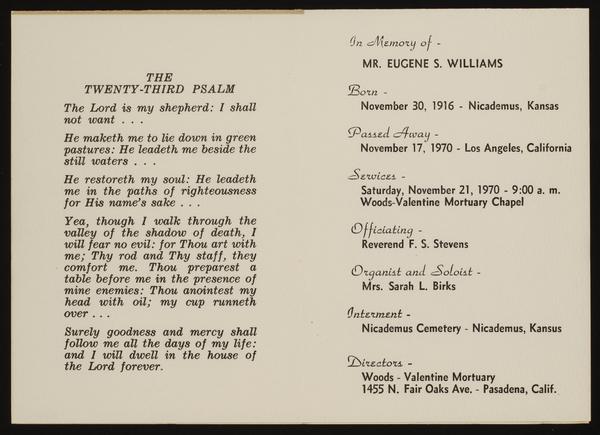 THE
TWENTY-THIRD PSALM
The Lord is my shepherd: I shall
not want . . .
He maketh me to lie down in green
pastures: He leadeth me beside the
still waters . . .
He restoreth my soul: He leadeth
me in the paths of righteousness
for His name's sake . . .
Yea, though I walk through the
valley of the shadow of death, I
will fear no evil: for Thou art with
me; Thy rod and Thy staff, they
comfort me. Thou preparest a
table before me in the presence of
mine enemies: Thou anointest my
head with oil; my cup runneth
over . . .
Surely goodness and mercy shall
follow me all the days of my life:
and I will dwell in the house of
the Lord forever.
In Memory of -
MR. EUGENE S. WILLIAMS
Born -
November 30, 1916 - Nicademus, Kansas
Passed Away -
November 17, 1970 - Los Angeles, California
Services -
Saturday, November 21, 1970 - 9:00 a. m.
Woods-Valentine Mortuary Chapel
Officiating -
Reverend F. S. Stevens
Organist and Soloist -
Mrs. Sarah L. Birks
Interment -
Nicademus Cemetery - Nicademus, Kansus
Directors -
Woods - Valentine Mortuary
1455 N. Fair Oaks Ave. - Pasadena, Calif.